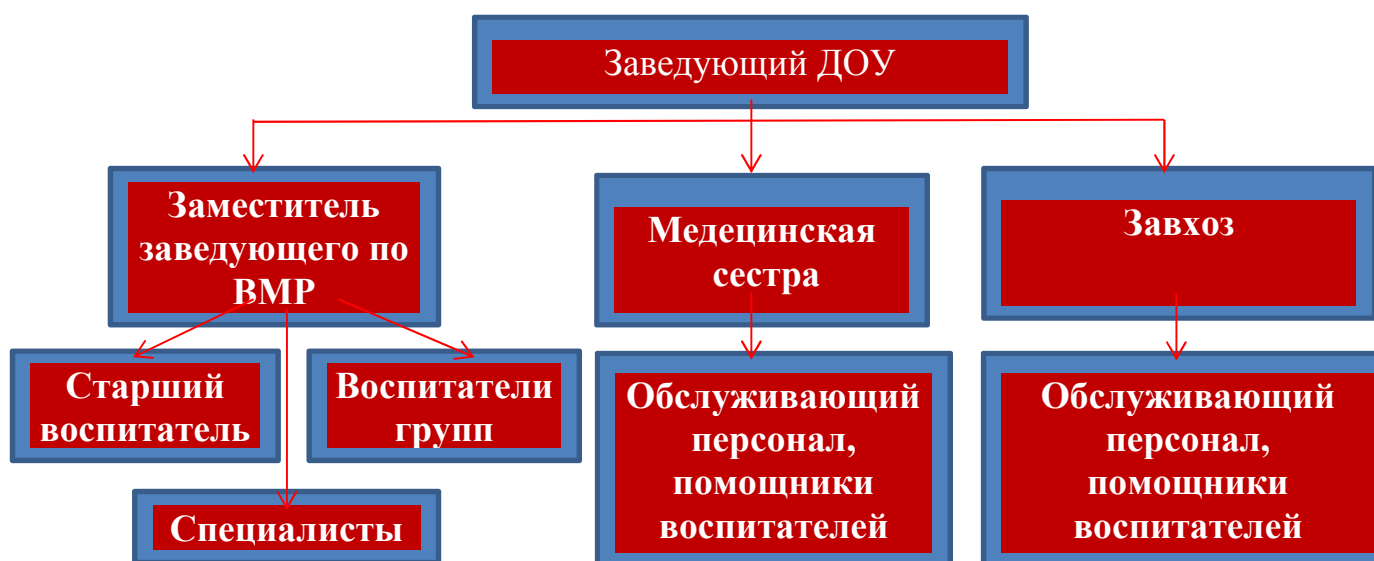 Заведующий ДОУ
Заместитель
заведующего по
ВМР
Медецинская
сестра
Завхоз
Старший
воспитатель
Воспитатели
групп
Специалисты
Обслуживающий
персонал,
помощники
воспитателей
Обслуживающий
персонал,
помощники
воспитателей